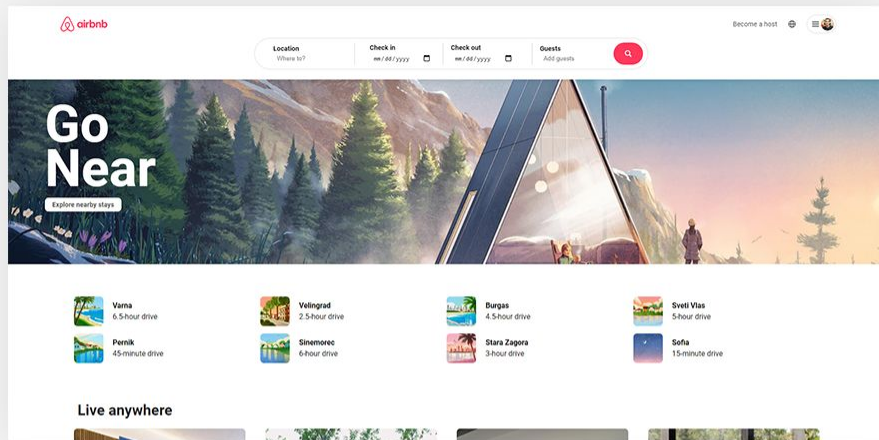 airbnb
Become a host
Location
Where to?
Check in
mm/dd/yyyy
Check out
mm/dd/yyyy
Guests
Add guests
Go
Near
Explore nearby stays
Varna
6.5-hour drive
Velingrad
2.5-hour drive
Burgas
4.5-hour drive
Sveti Vlas
5-hour drive
Pernik
45-minute drive
Sinemorec
6-hour drive
Stara Zagora
3-hour drive
Sofia
15-minute drive
Live anywhere